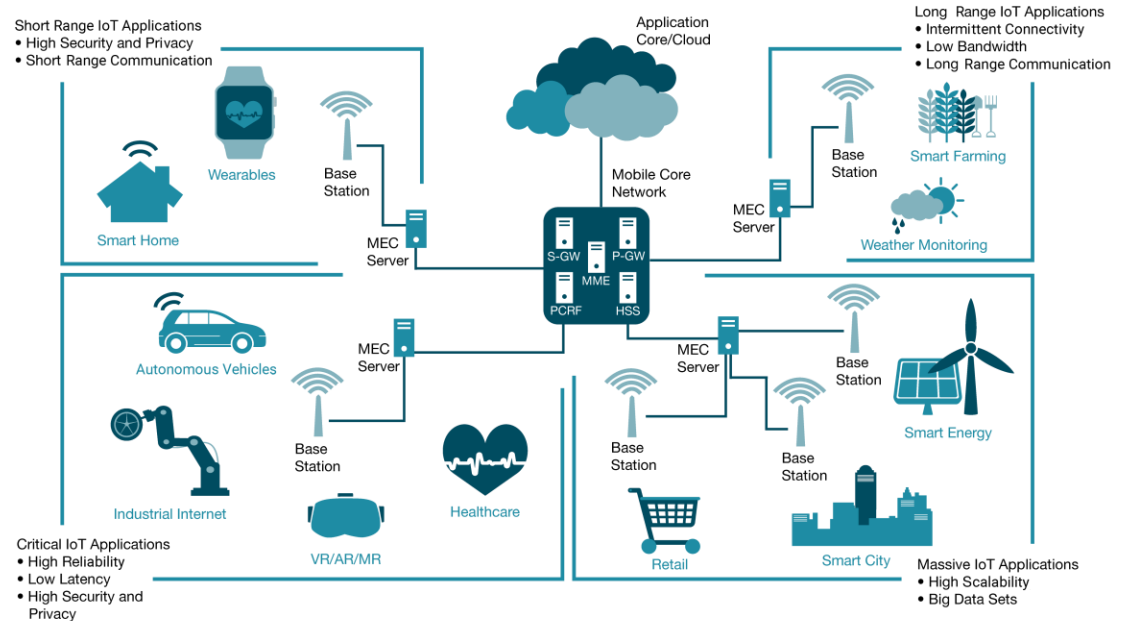 Short Range IoT Applications
• High Security and Privacy
• Short Range Communication
Wearables
Smart Home
Base
Station
MEC
Server
Application
Core/Cloud
Mobile Core
Network
S-GW
P-GW
MME
PCRF
HSS
Long Range IoT Applications
• Intermittent Connectivity
• Low Bandwidth
• Long Range Communication
Base
Station
MEC
Server
Smart Farming
Weather Monitoring
Autonomous Vehicles
MEC
Server
Base
Station
Industrial Internet
VR/AR/MR
Healthcare
Critical IoT Applications
• High Reliability
• Low Latency
• High Security and
Privacy
MEC
Server
Base
Station
Base
Station
Base
Station
Smart Energy
Retail
Smart City
Massive IoT Applications
• High Scalability
• Big Data Sets